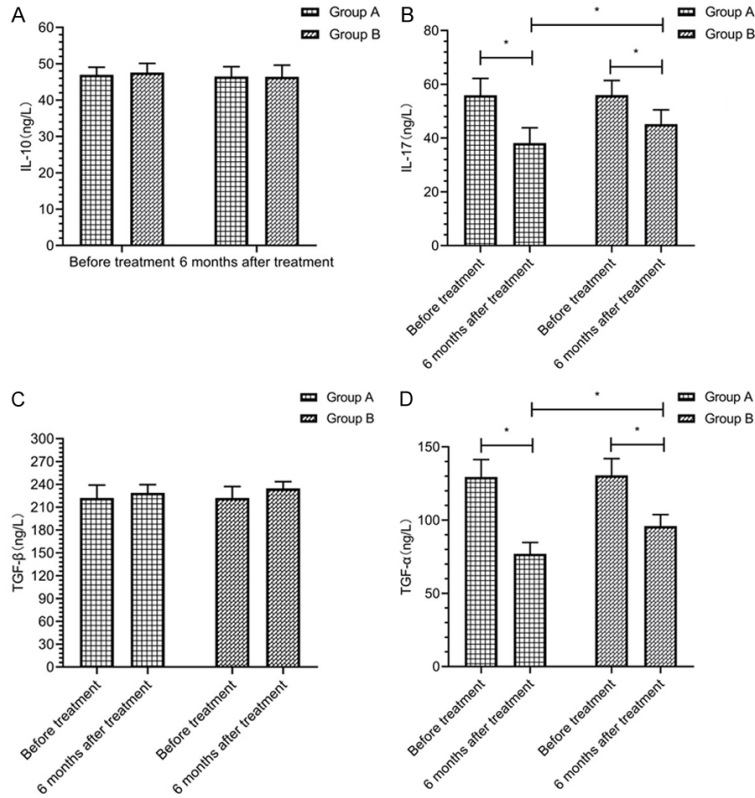 A
Group A
Group B
IL-10(ng/L)
60
50
40
30
20
10
0
Before treatment 6 months after treatment
B
Group A
Group B
*
*
*
IL-17(ng/L)
80
60
40
20
0
Before treatment
6 months after treatment
Before treatment
6 months after treatment
C
Group A
Group B
TGF-β(ng/L)
300
270
240
210
180
150
120
90
60
30
0
Before treatment
6 months after treatment
Before treatment
6 months after treatment
D
Group A
Group B
*
*
*
TGF-α(ng/L)
150
100
50
0
Before treatment
6 months after treatment
Before treatment
6 months after treatment